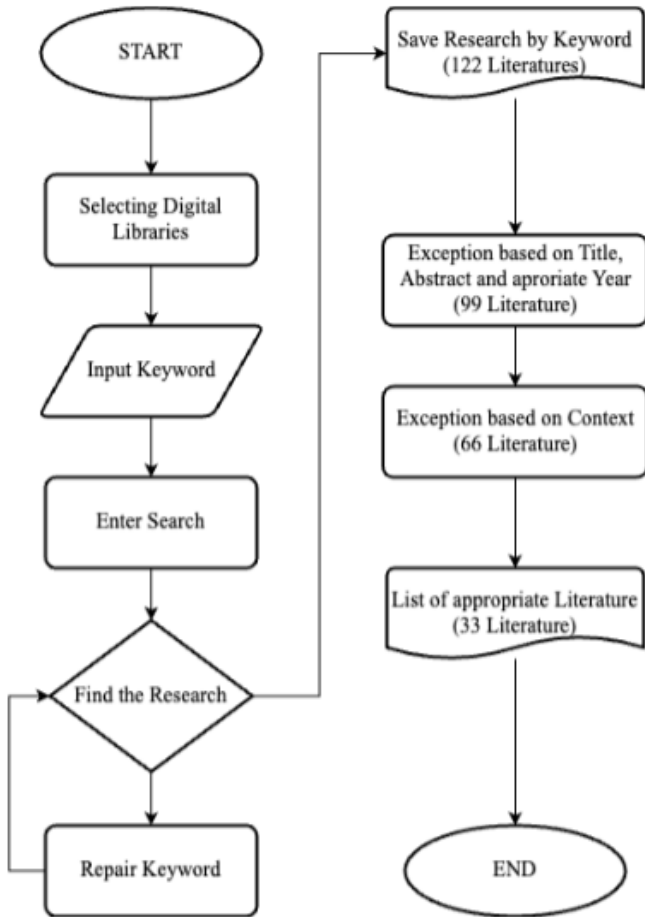 START
Selecting Digital
Libraries
Input Keyword
Enter Search
Find the Research
Repair Keyword
Save Research by Keyword
(122 Literatures)
Exception based on Title,
Abstract and aproriate Year
(99 Literature)
Exception based on Context
(66 Literature)
List of appropriate Literature
(33 Literature)
END